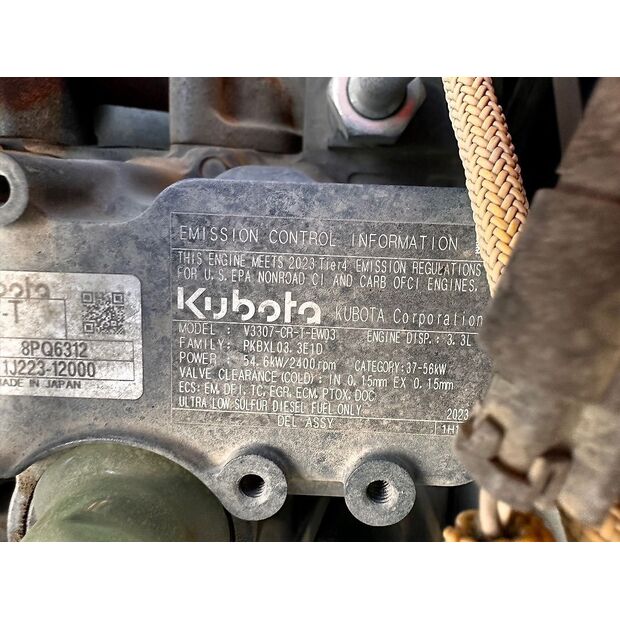 EMISSION CONTROL INFORMATION
THIS ENGINE MEETS 2023 Tier4 EMISSION REGULATIONS
FOR U.S. EPA NONROAD CI AND CARB OFCI ENGINES.
Kubota KUBOTA Corporation
MODEL : V3307-CR-T-EW03 ENGINE DISP.: 3.3L
FAMILY: PKBXL03.3E1D
POWER : 54.6kW/2400rpm CATEGORY:37-56kW
VALVE CLEARANCE(COLD): IN 0.15mm EX 0.15mm
ECS: EM, DFI, TC, EGR, ECM, PTOX, DOC
ULTRA LOW SULFUR DIESEL FUEL ONLY 2023
DEL ASSY 1H1
-T
8PQ6312
1J223-12000
MADE IN JAPAN